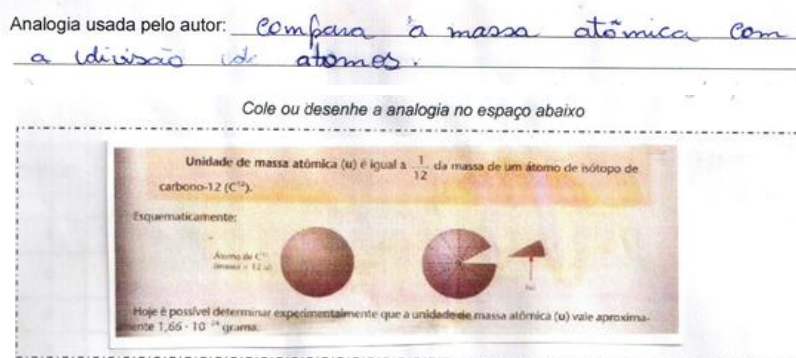 Analogia usada pelo autor: compara a massa atômica com
a divisão de atomos.
Cole ou desenhe a analogia no espaço abaixo
Unidade de massa atômica (u) é igual a 1/12 da massa de um átomo de isótopo de
carbono-12 (C¹²).
Esquematicamente:
Átomo de C¹²
(massa = 12 u)
Hoje é possível determinar experimentalmente que a unidade de massa atômica (u) vale aproxima-
mente 1,66 · 10⁻²⁴ grama.